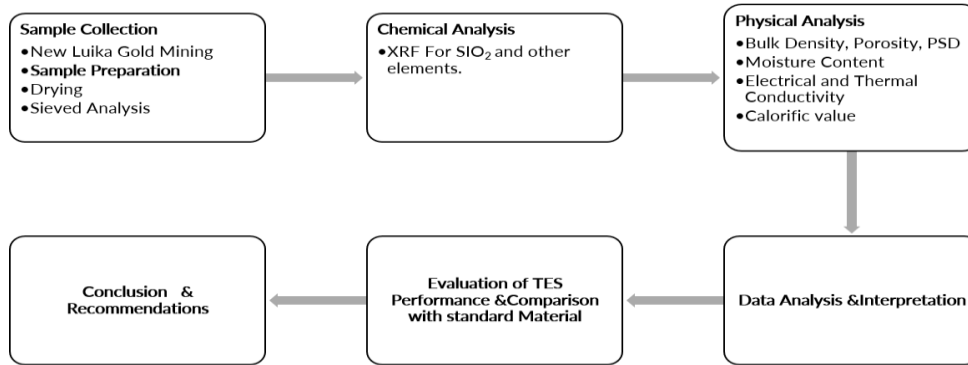 Sample Collection
•New Luika Gold Mining
•Sample Preparation
•Drying
•Sieved Analysis
Chemical Analysis
•XRF For SIO₂ and other
elements.
Physical Analysis
•Bulk Density, Porosity, PSD
•Moisture Content
•Electrical and Thermal
Conductivity
•Calorific value
Data Analysis &Interpretation
Evaluation of TES
Performance &Comparison
with standard Material
Conclusion &
Recommendations